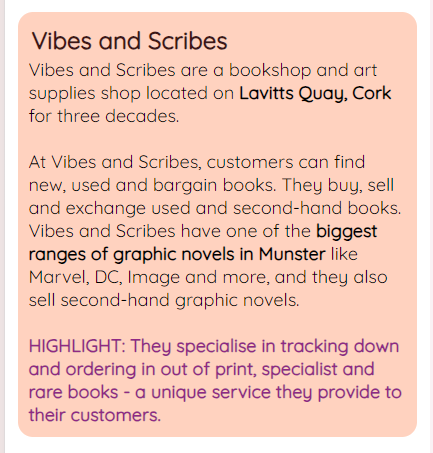 Vibes and Scribes
Vibes and Scribes are a bookshop and art
supplies shop located on Lavitts Quay, Cork
for three decades.
At Vibes and Scribes, customers can find
new, used and bargain books. They buy, sell
and exchange used and second-hand books.
Vibes and Scribes have one of the biggest
ranges of graphic novels in Munster like
Marvel, DC, Image and more, and they also
sell second-hand graphic novels.
HIGHLIGHT: They specialise in tracking down
and ordering in out of print, specialist and
rare books - a unique service they provide to
their customers.